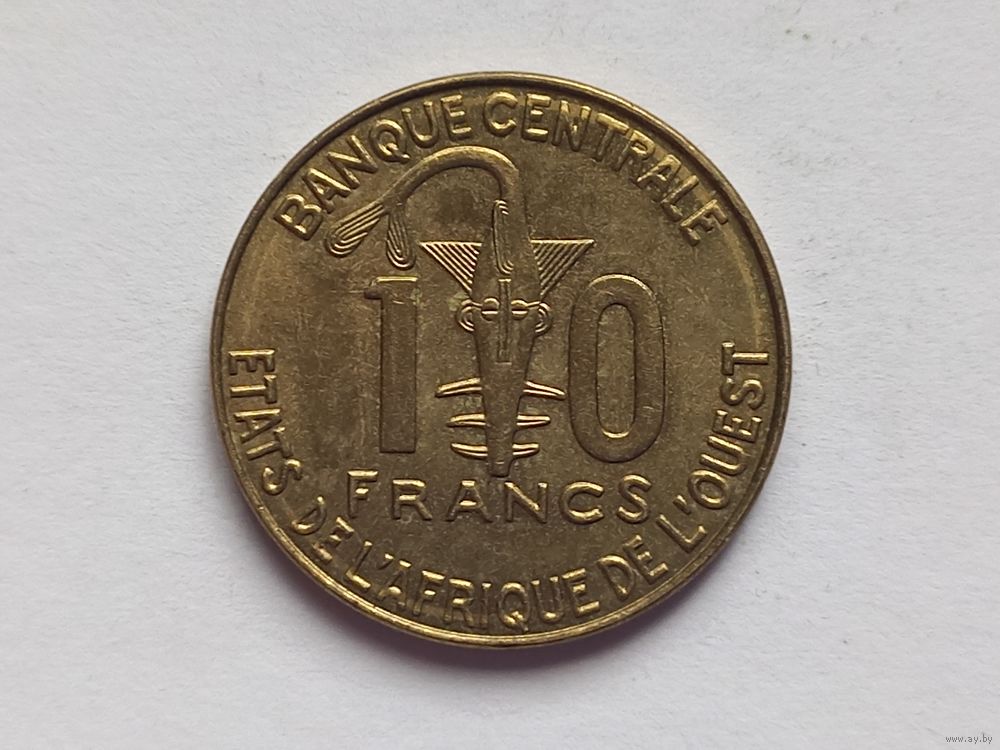 BANQUE CENTRALE
10
FRANCS
ETATS DE L'AFRIQUE DE L'OUEST
www.ay.by